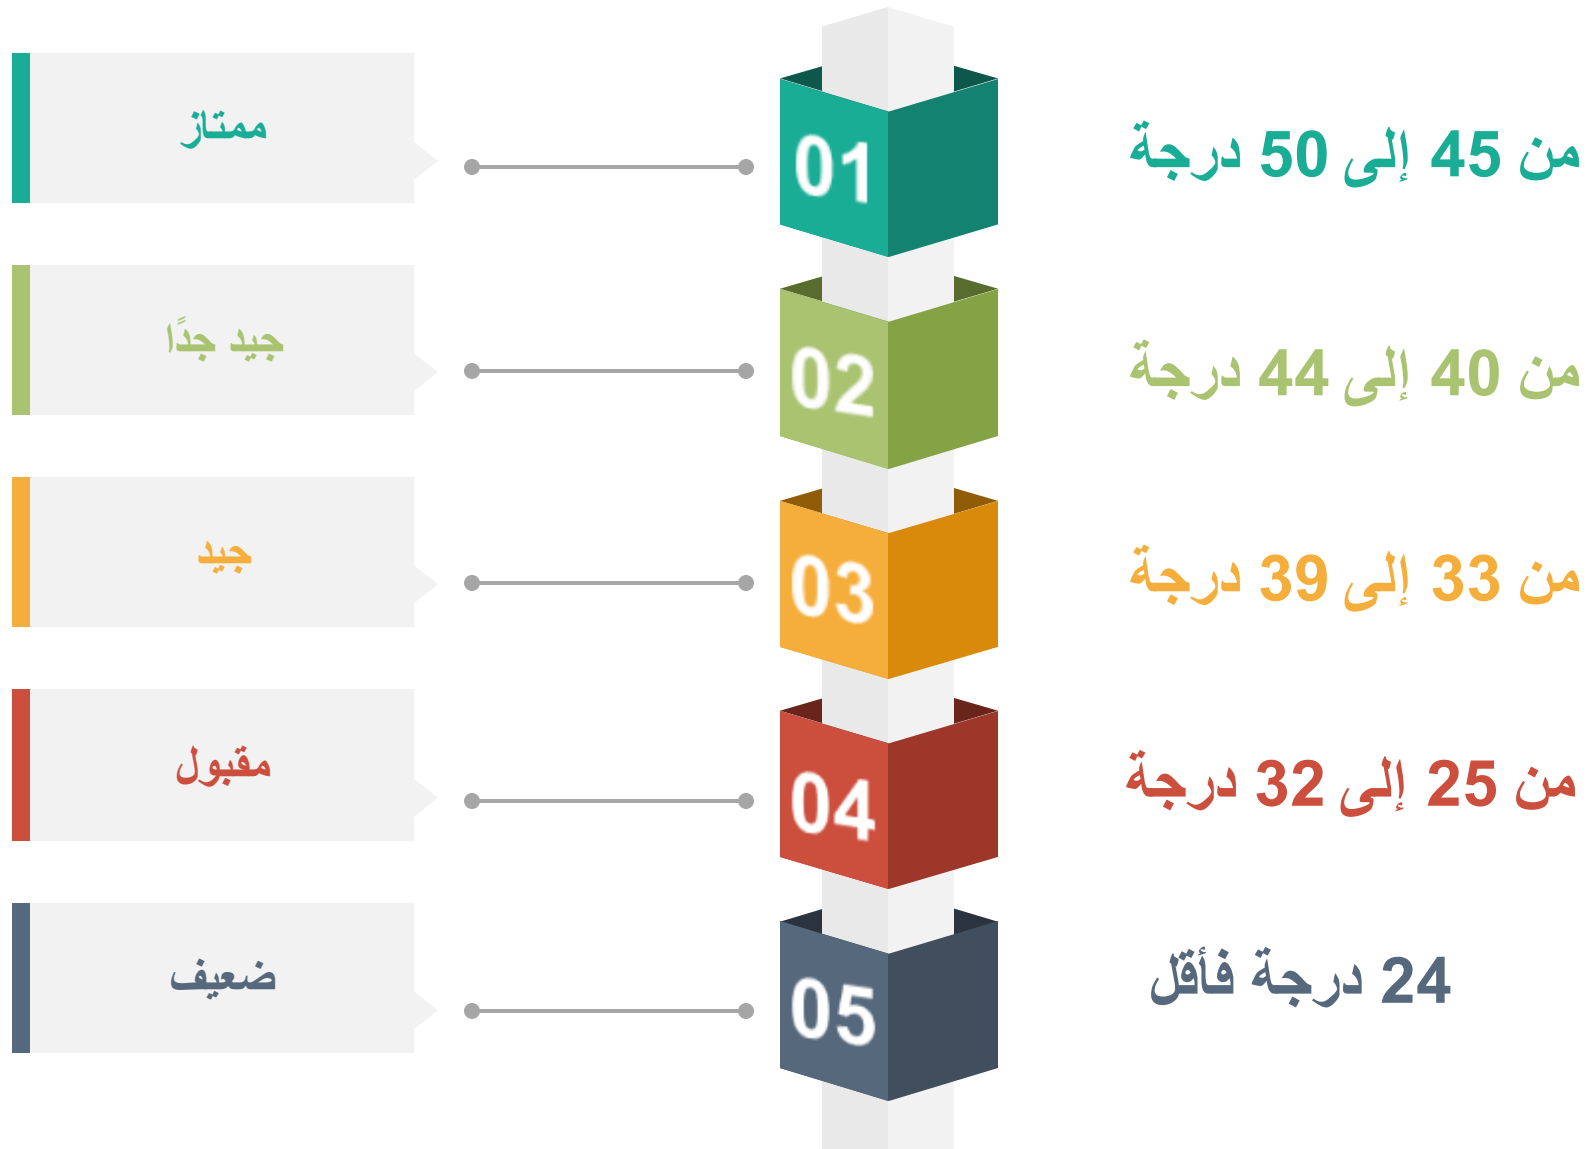 من 45 إلى 50 درجة
01
ممتاز
من 40 إلى 44 درجة
02
جيد جدًا
من 33 إلى 39 درجة
03
جيد
من 25 إلى 32 درجة
04
مقبول
24 درجة فأقل
05
ضعيف